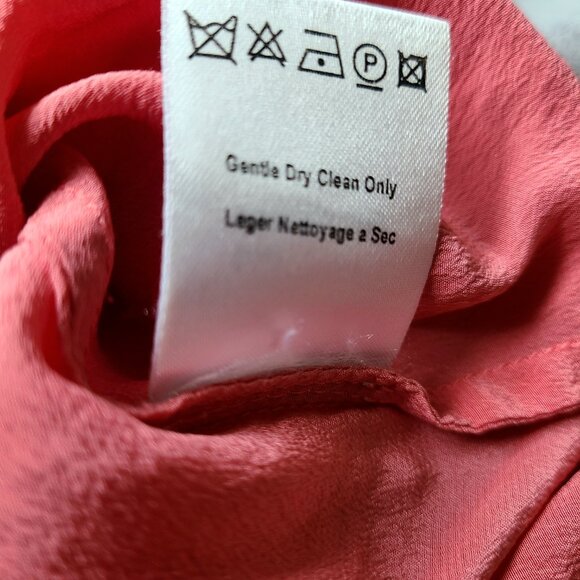 P
Gentle Dry Clean Only
Leger Nettoyage a Sec